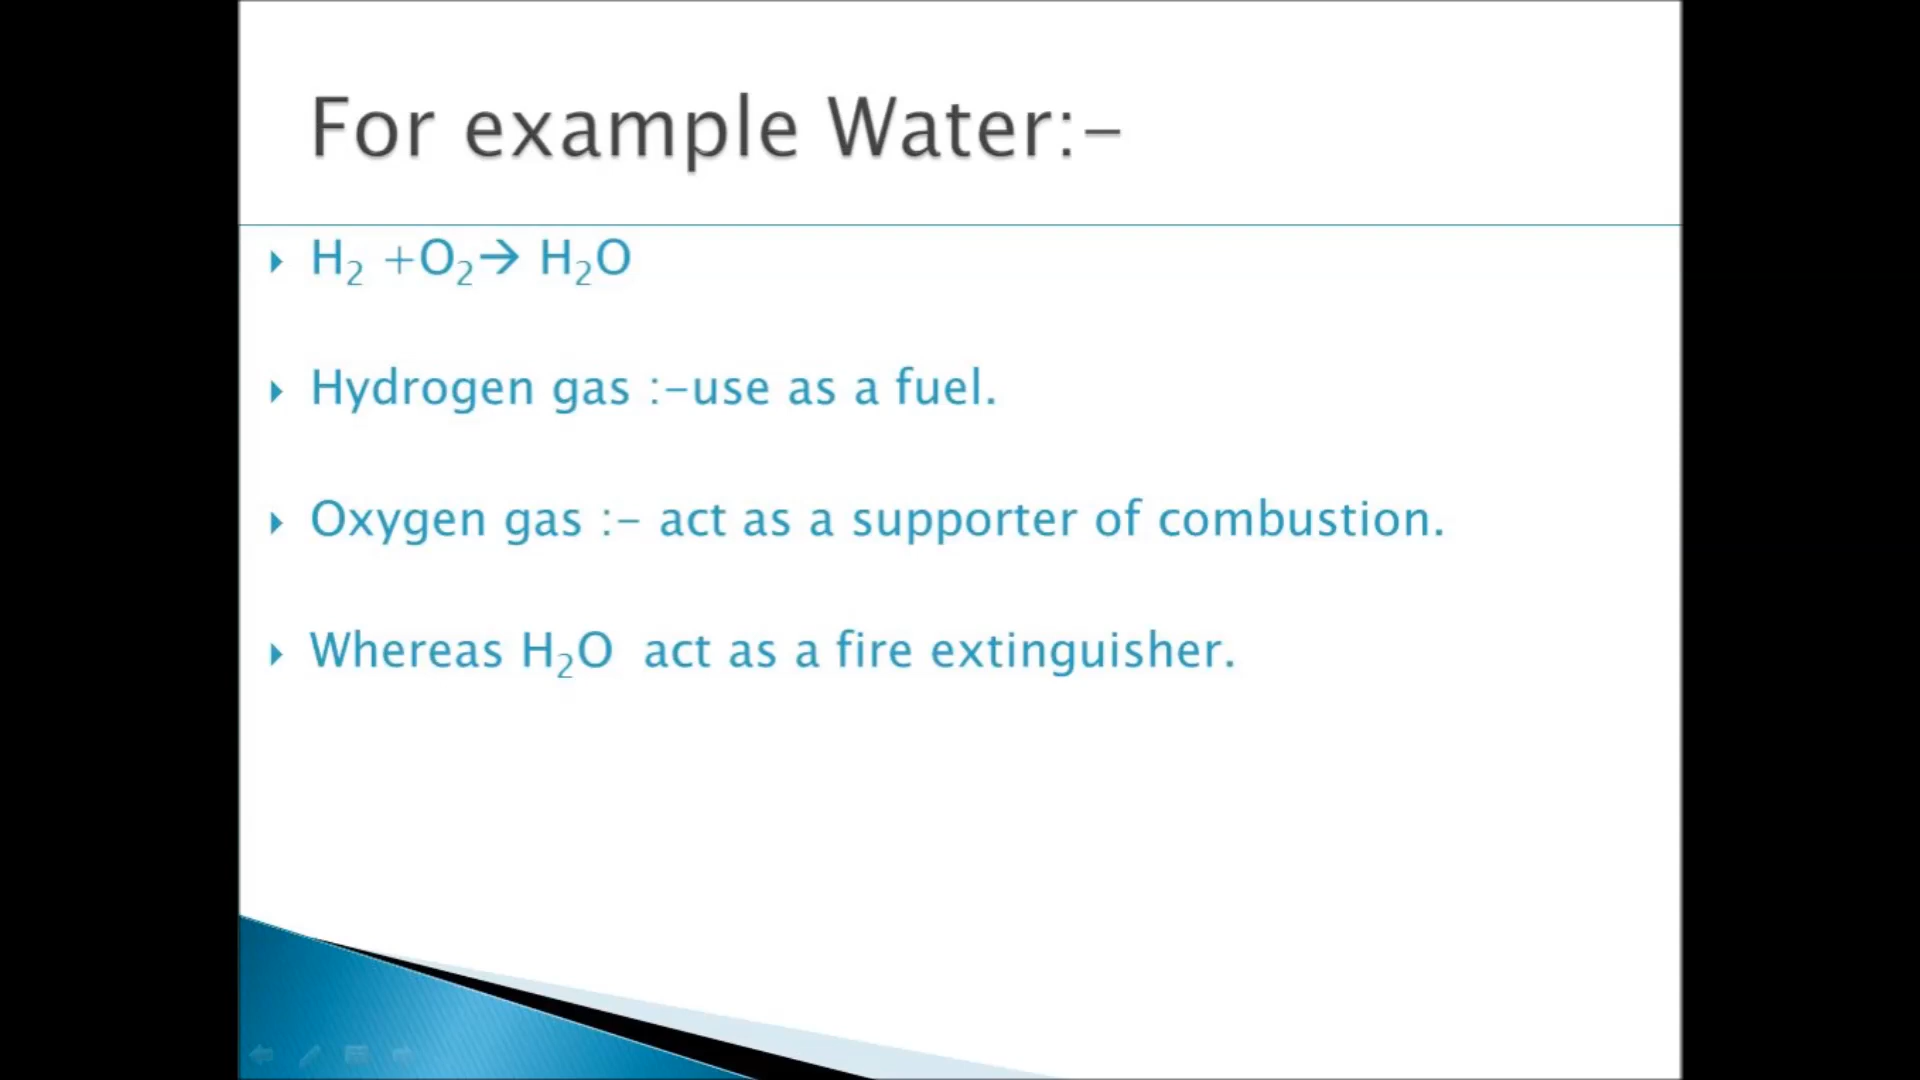 For example Water:-
H₂ +O₂→ H₂O
Hydrogen gas :-use as a fuel.
Oxygen gas :- act as a supporter of combustion.
Whereas H₂O act as a fire extinguisher.